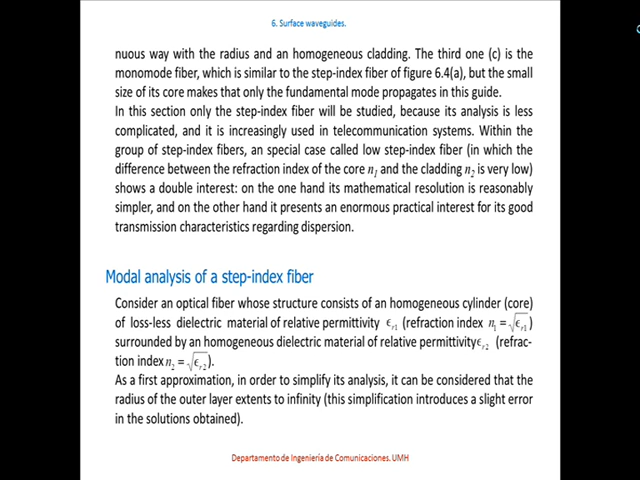 6. Surface waveguides.
nuous way with the radius and an homogeneous cladding. The third one (c) is the
monomode fiber, which is similar to the step-index fiber of figure 6.4(a), but the small
size of its core makes that only the fundamental mode propagates in this guide.
In this section only the step-index fiber will be studied, because its analysis is less
complicated, and it is increasingly used in telecommunication systems. Within the
group of step-index fibers, an special case called low step-index fiber (in which the
difference between the refraction index of the core n₁ and the cladding n₂ is very low)
shows a double interest: on the one hand its mathematical resolution is reasonably
simpler, and on the other hand it presents an enormous practical interest for its good
transmission characteristics regarding dispersion.
Modal analysis of a step-index fiber
Consider an optical fiber whose structure consists of an homogeneous cylinder (core)
of loss-less dielectric material of relative permittivity ϵr1 (refraction index n₁ = √ϵr1)
surrounded by an homogeneous dielectric material of relative permittivity ϵr2 (refrac-
tion index n₂ = √ϵr2).
As a first approximation, in order to simplify its analysis, it can be considered that the
radius of the outer layer extents to infinity (this simplification introduces a slight error
in the solutions obtained).
Departamento de Ingeniería de Comunicaciones. UMH